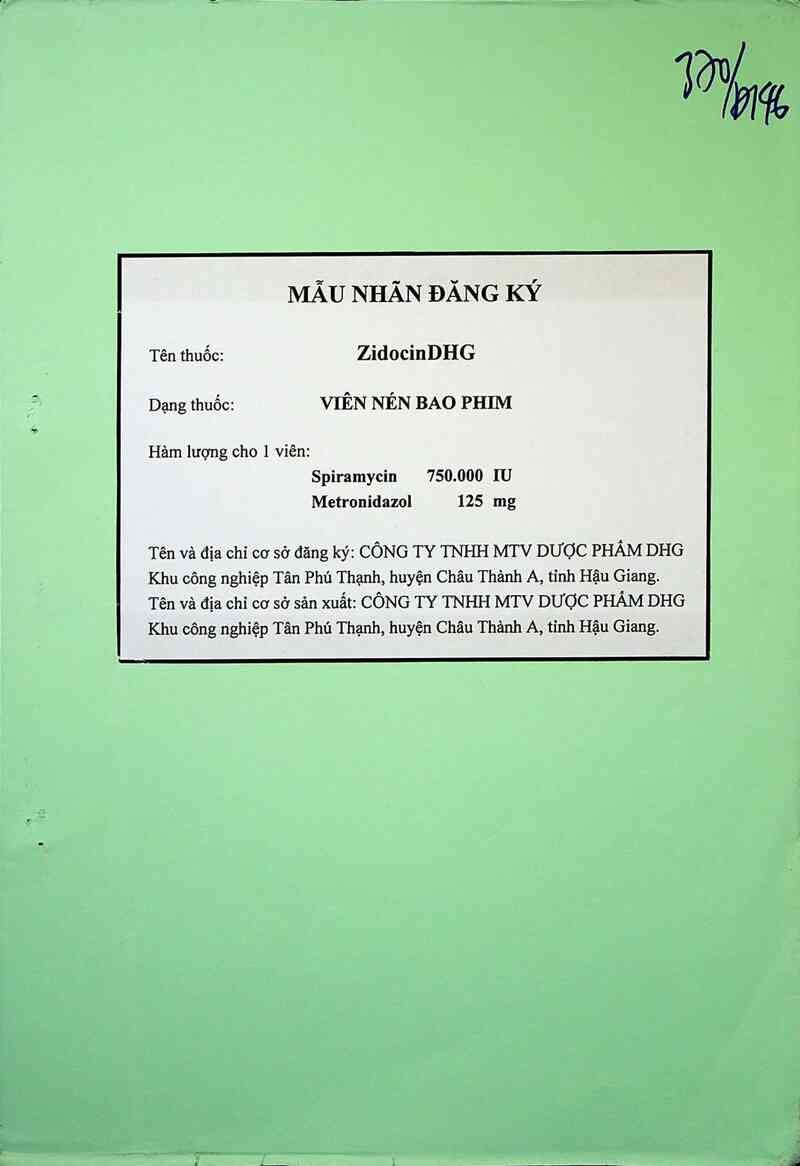 320/
MẪU NHÃN ĐĂNG KÝ
Tên thuốc: ZidocinDHG
Dạng thuốc: VIÊN NÉN BAO PHIM
Hàm lượng cho 1 viên:
Spiramycin 750.000 IU
Metronidazol 125 mg
Tên và địa chỉ cơ sở đăng ký: CÔNG TY TNHH MTV DƯỢC PHẨM DHG
Khu công nghiệp Tân Phú Thạnh, huyện Châu Thành A, tỉnh Hậu Giang.
Tên và địa chỉ cơ sở sản xuất: CÔNG TY TNHH MTV DƯỢC PHẨM DHG
Khu công nghiệp Tân Phú Thạnh, huyện Châu Thành A, tỉnh Hậu Giang.